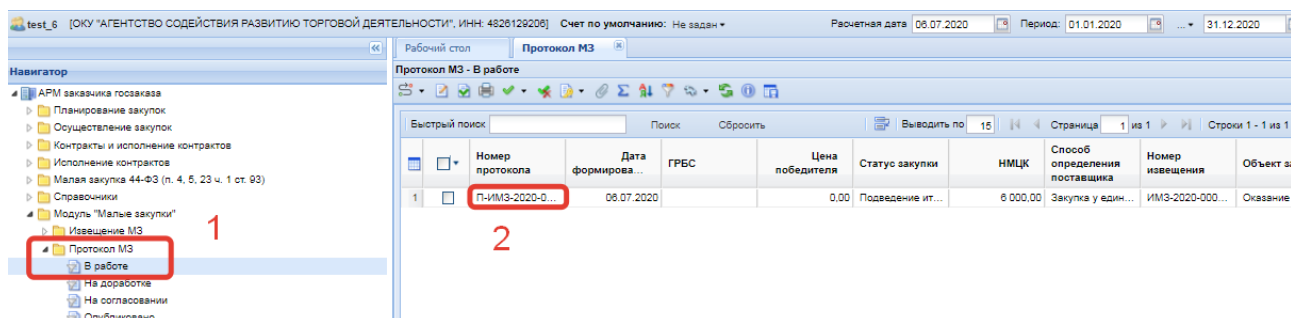 test_6 [ОКУ "АГЕНТСТВО СОДЕЙСТВИЯ РАЗВИТИЮ ТОРГОВОЙ ДЕЯТЕЛЬНОСТИ", ИНН: 4826129206] Счет по умолчанию: Не задан Расчетная дата 06.07.2020 Период: 01.01.2020 ... 31.12.2020
Навигатор
АРМ заказчика госзаказа
Планирование закупок
Осуществление закупок
Контракты и исполнение контрактов
Исполнение контрактов
Малая закупка 44-ФЗ (п. 4, 5, 23 ч. 1 ст. 93)
Справочники
Модуль "Малые закупки"
Извещение МЗ
Протокол МЗ
В работе
На доработке
На согласовании
Опубликовано
1
Рабочий стол Протокол МЗ
Протокол МЗ - В работе
Быстрый поиск Поиск Сбросить Выводить по 15 Страница 1 из 1 Строки 1 - 1 из 1
Номер протокола Дата формирова... ГРБС Цена победителя Статус закупки НМЦК Способ определения поставщика Номер извещения Объект за
1 П-ИМЗ-2020-0... 06.07.2020 0,00 Подведение ит... 6 000,00 Закупка у един... ИМЗ-2020-000... Оказание
2